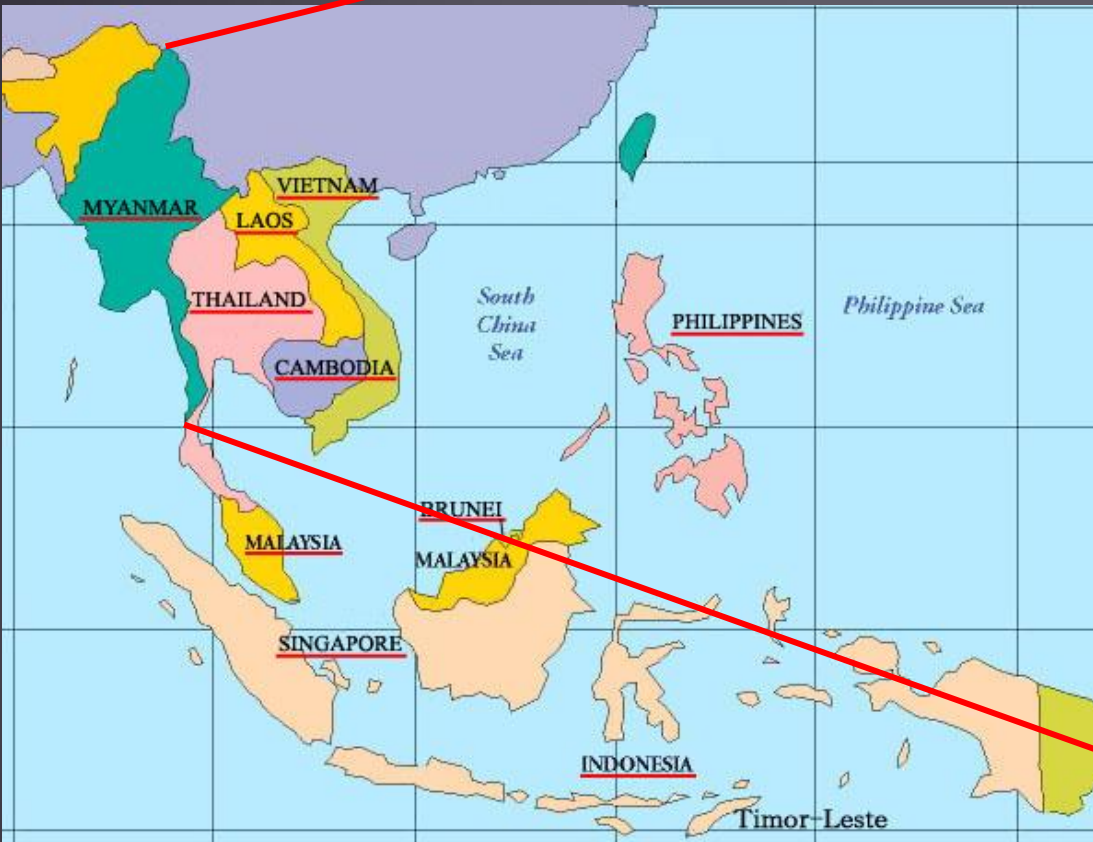 VIETNAM
MYANMAR
LAOS
THAILAND
South
China
Sea
Philippine Sea
PHILIPPINES
CAMBODIA
BRUNEI
MALAYSIA
MALAYSIA
SINGAPORE
INDONESIA
Timor-Leste